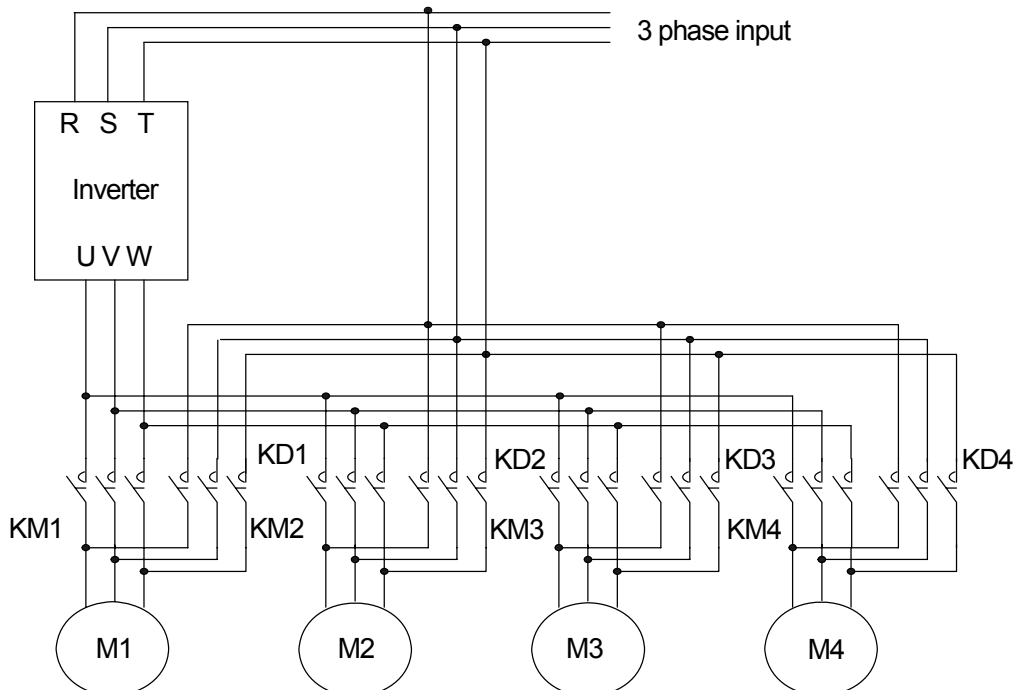 3 phase input
R S T
Inverter
U V W
KD1
KD2
KD3
KD4
KM1
KM2
KM3
KM4
M1
M2
M3
M4